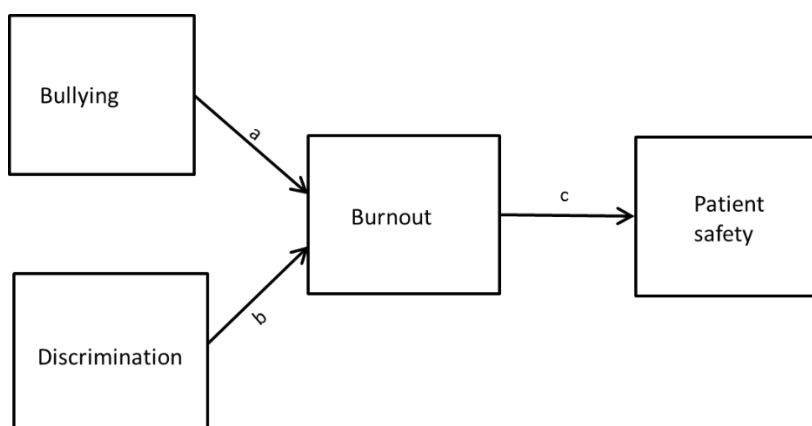 Bullying
a
Burnout
c
Patient
safety
b
Discrimination